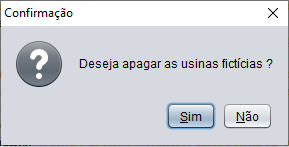 Confirmação
Deseja apagar as usinas fictícias ?
Sim
Não